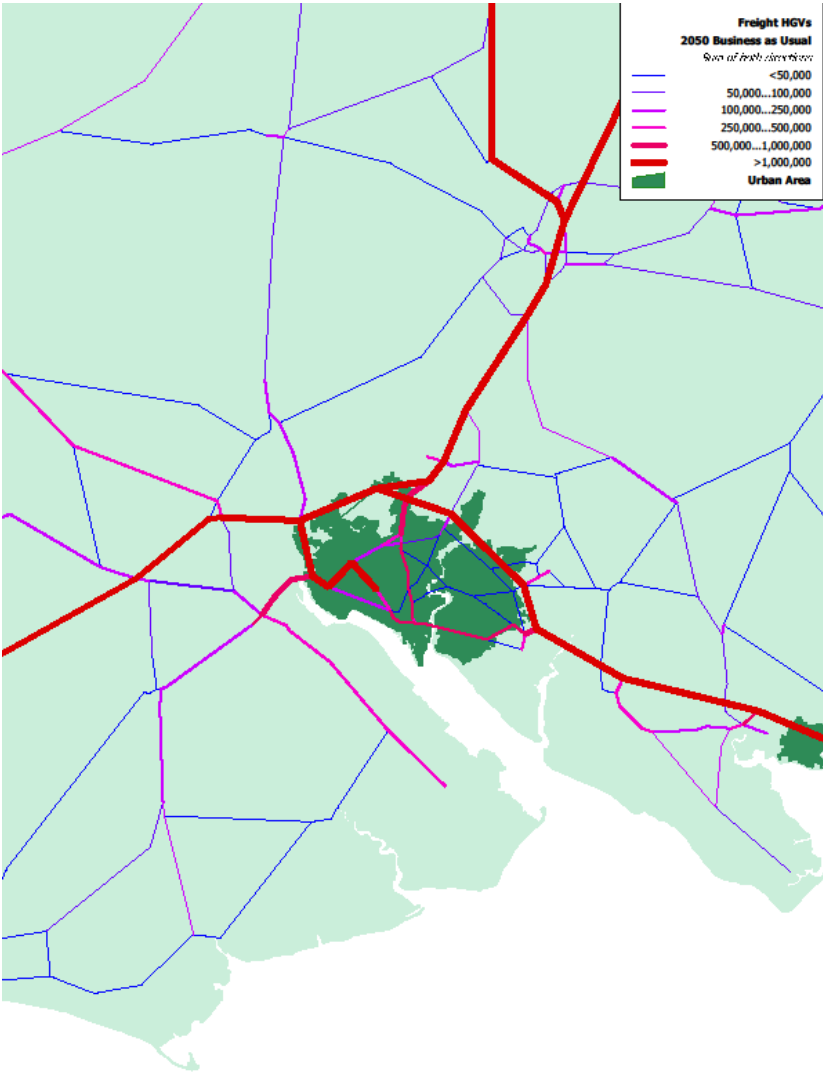 Freight HGVs
2050 Business as Usual
Sum of both directions
<50,000
50,000...100,000
100,000...250,000
250,000...500,000
500,000...1,000,000
>1,000,000
Urban Area